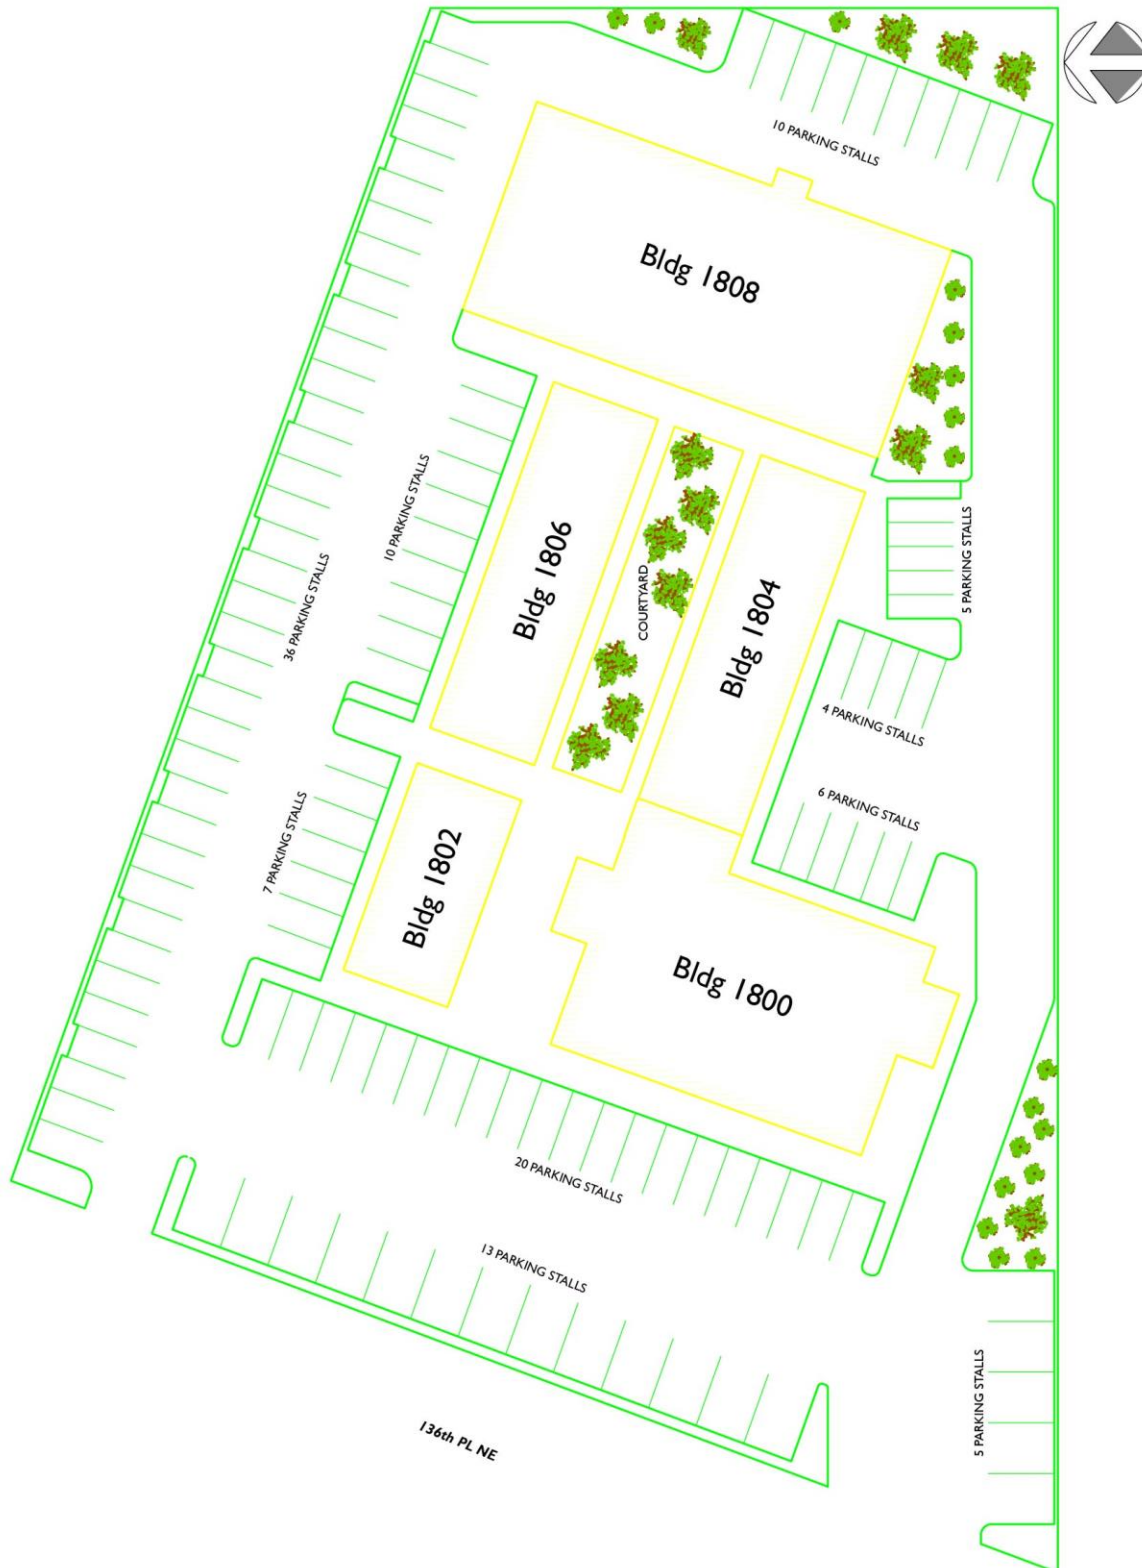 10 PARKING STALLS
Bldg 1808
10 PARKING STALLS
36 PARKING STALLS
Bldg 1806
COURTYARD
Bldg 1804
5 PARKING STALLS
4 PARKING STALLS
6 PARKING STALLS
7 PARKING STALLS
Bldg 1802
Bldg 1800
20 PARKING STALLS
13 PARKING STALLS
5 PARKING STALLS
136th PL NE